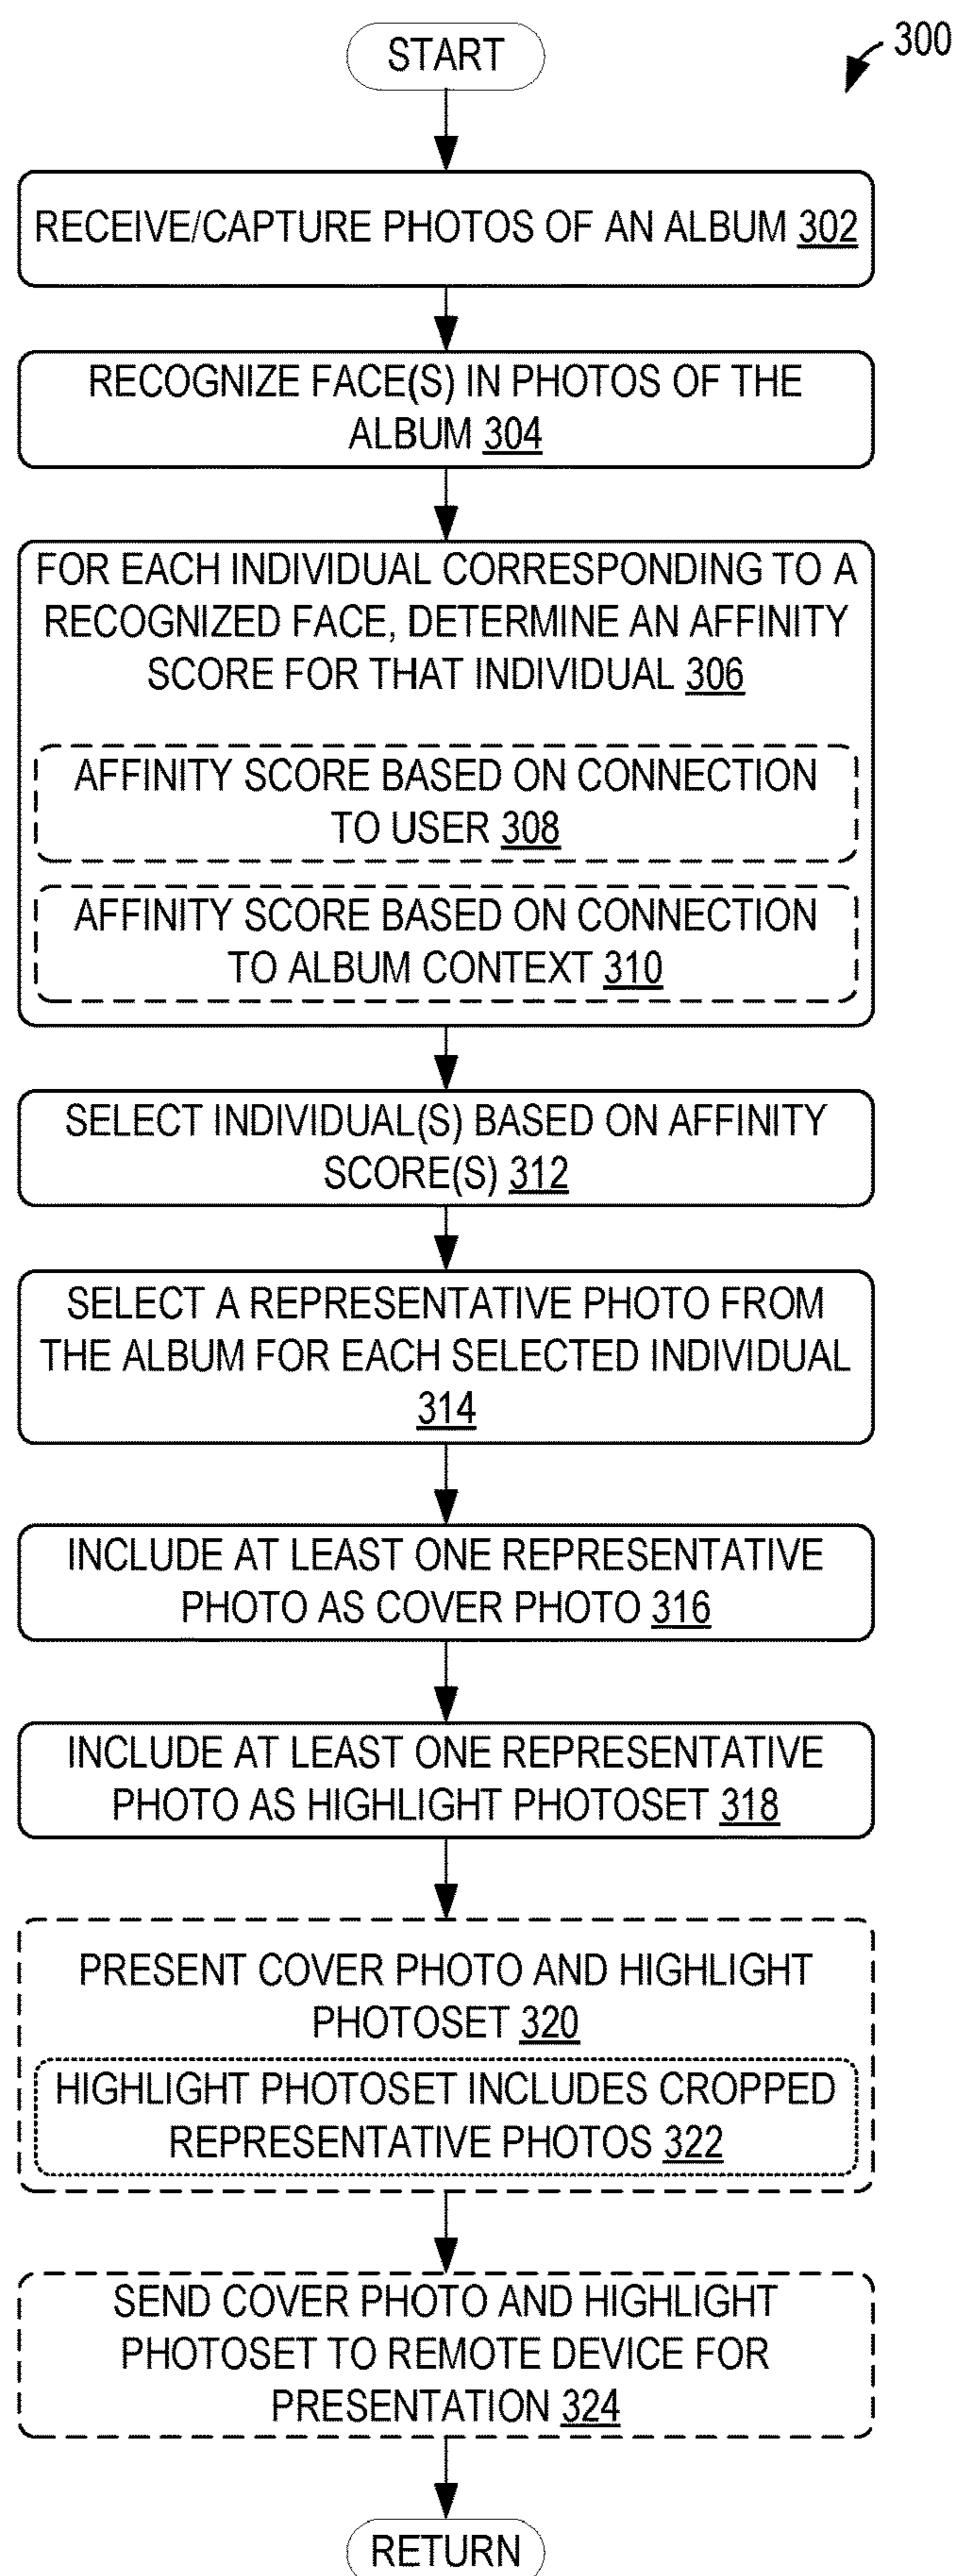 START
300
RECEIVE/CAPTURE PHOTOS OF AN ALBUM 302
RECOGNIZE FACE(S) IN PHOTOS OF THE
ALBUM 304
FOR EACH INDIVIDUAL CORRESPONDING TO A
RECOGNIZED FACE, DETERMINE AN AFFINITY
SCORE FOR THAT INDIVIDUAL 306
AFFINITY SCORE BASED ON CONNECTION
TO USER 308
AFFINITY SCORE BASED ON CONNECTION
TO ALBUM CONTEXT 310
SELECT INDIVIDUAL(S) BASED ON AFFINITY
SCORE(S) 312
SELECT A REPRESENTATIVE PHOTO FROM
THE ALBUM FOR EACH SELECTED INDIVIDUAL
314
INCLUDE AT LEAST ONE REPRESENTATIVE
PHOTO AS COVER PHOTO 316
INCLUDE AT LEAST ONE REPRESENTATIVE
PHOTO AS HIGHLIGHT PHOTOSET 318
PRESENT COVER PHOTO AND HIGHLIGHT
PHOTOSET 320
HIGHLIGHT PHOTOSET INCLUDES CROPPED
REPRESENTATIVE PHOTOS 322
SEND COVER PHOTO AND HIGHLIGHT
PHOTOSET TO REMOTE DEVICE FOR
PRESENTATION 324
RETURN